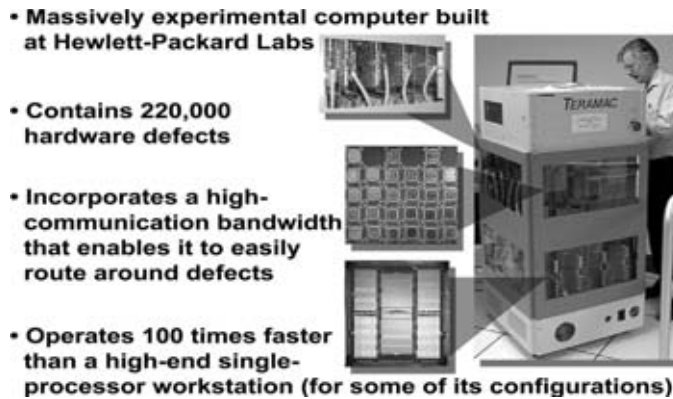 • Massively experimental computer built
at Hewlett-Packard Labs
TERAMAC
• Contains 220,000
hardware defects
• Incorporates a high-
communication bandwidth
that enables it to easily
route around defects
• Operates 100 times faster
than a high-end single-
processor workstation (for some of its configurations)